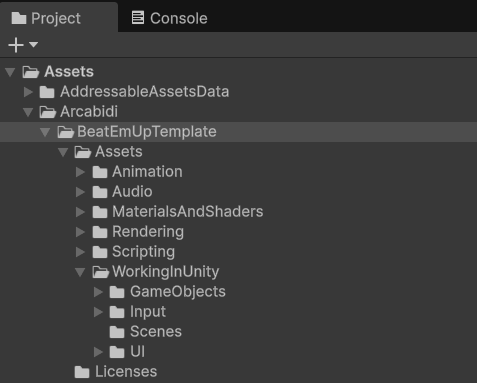 Project Console
Assets
AddressableAssetsData
Arcabidi
BeatEmUpTemplate
Assets
Animation
Audio
MaterialsAndShaders
Rendering
Scripting
WorkingInUnity
GameObjects
Input
Scenes
UI
Licenses